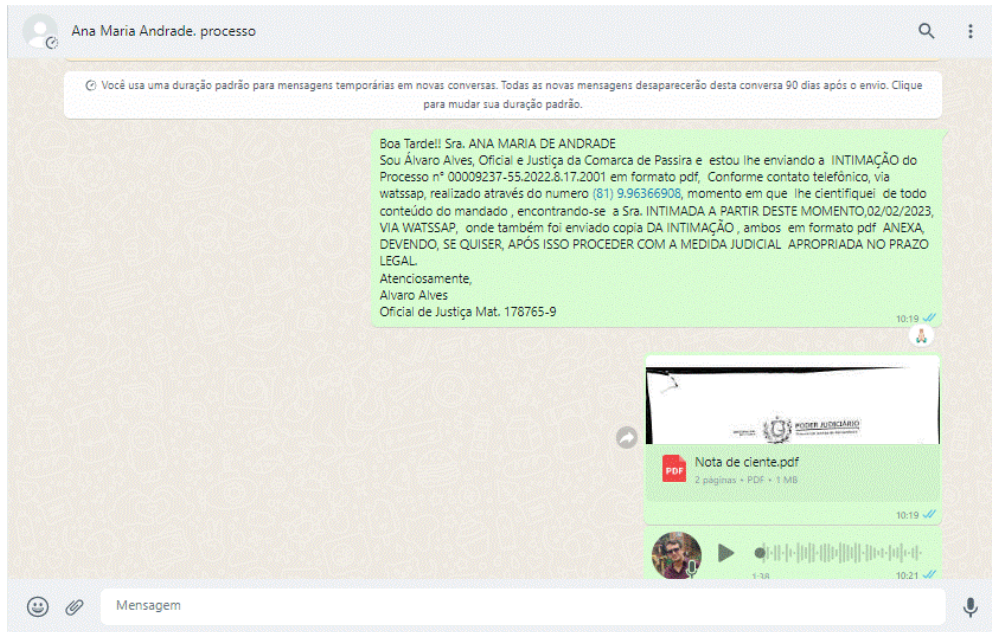 Ana Maria Andrade. processo
Você usa uma duração padrão para mensagens temporárias em novas conversas. Todas as novas mensagens desaparecerão desta conversa 90 dias após o envio. Clique
para mudar sua duração padrão.
Boa Tarde!! Sra. ANA MARIA DE ANDRADE
Sou Álvaro Alves, Oficial e Justiça da Comarca de Passira e estou lhe enviando a INTIMAÇÃO do
Processo n° 00009237-55.2022.8.17.2001 em formato pdf, Conforme contato telefônico, via
watssap, realizado através do numero (81) 9.96366908, momento em que lhe cientifiquei de todo
conteúdo do mandado , encontrando-se a Sra. INTIMADA A PARTIR DESTE MOMENTO,02/02/2023,
VIA WATSSAP, onde também foi enviado copia DA INTIMAÇÃO , ambos em formato pdf ANEXA,
DEVENDO, SE QUISER, APÓS ISSO PROCEDER COM A MEDIDA JUDICIAL APROPRIADA NO PRAZO
LEGAL.
Atenciosamente,
Alvaro Alves
Oficial de Justiça Mat. 178765-9
10:19
PODER JUDICIÁRIO
PDF
Nota de ciente.pdf
2 páginas • PDF • 1 MB
10:19
1:38
10:21
Mensagem